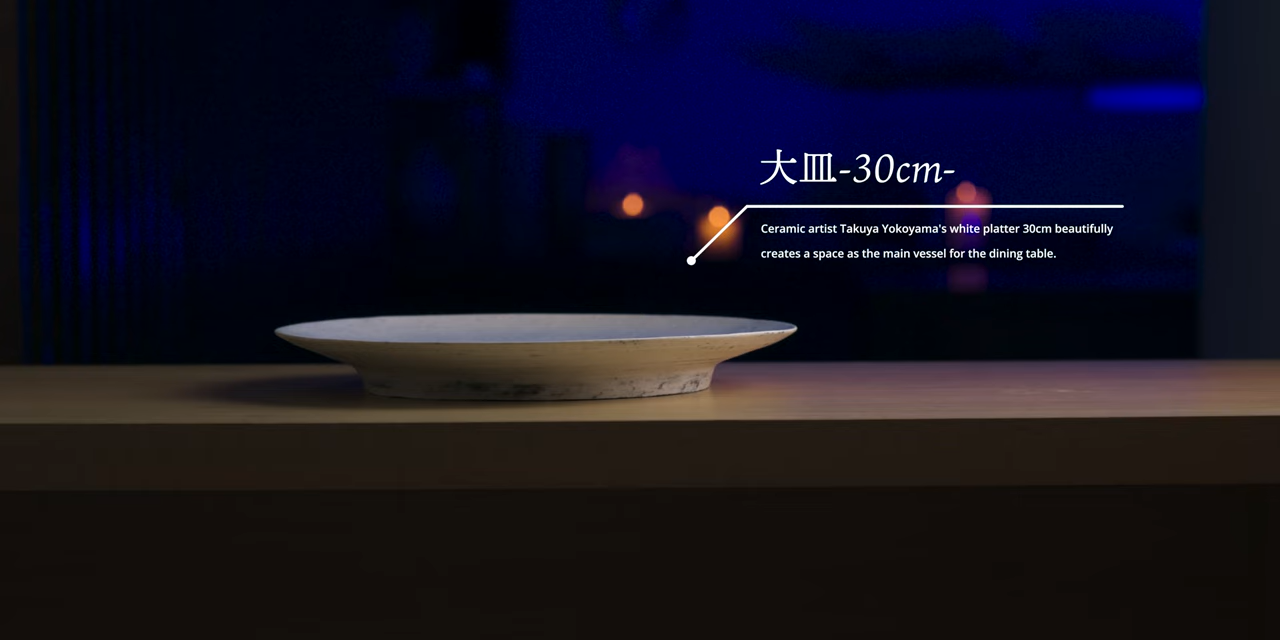 大皿-30cm-
Ceramic artist Takuya Yokoyama's white platter 30cm beautifully
creates a space as the main vessel for the dining table.